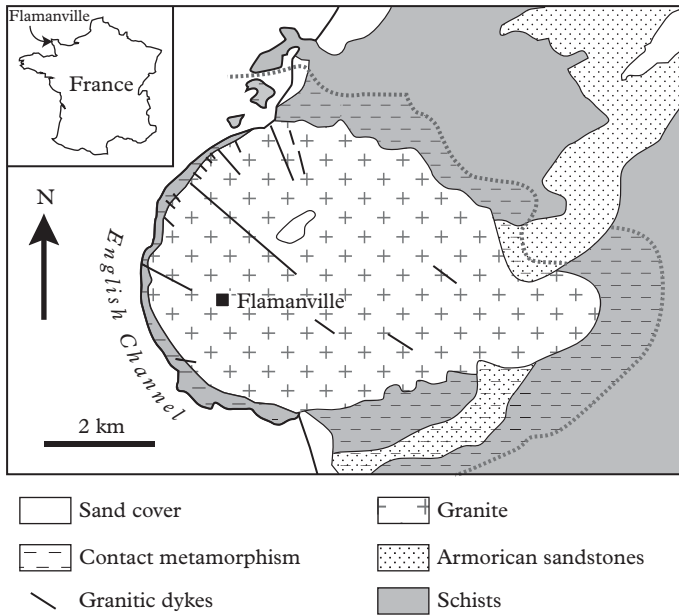 Flamanville
France
N
English Channel
Flamanville
2 km
Sand cover
Granite
Contact metamorphism
Armorican sandstones
Granitic dykes
Schists